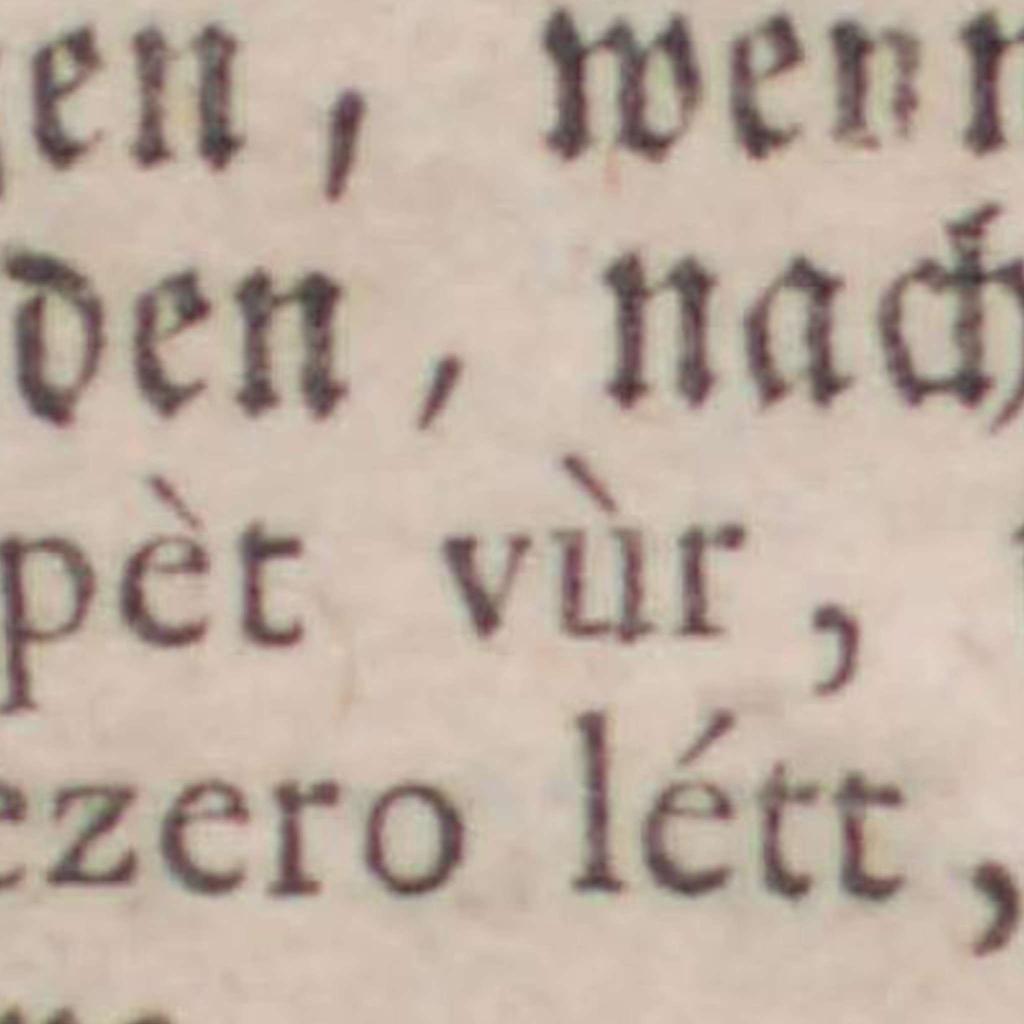 en, wenn
den, nach
pèt vùr,
ezero létt,